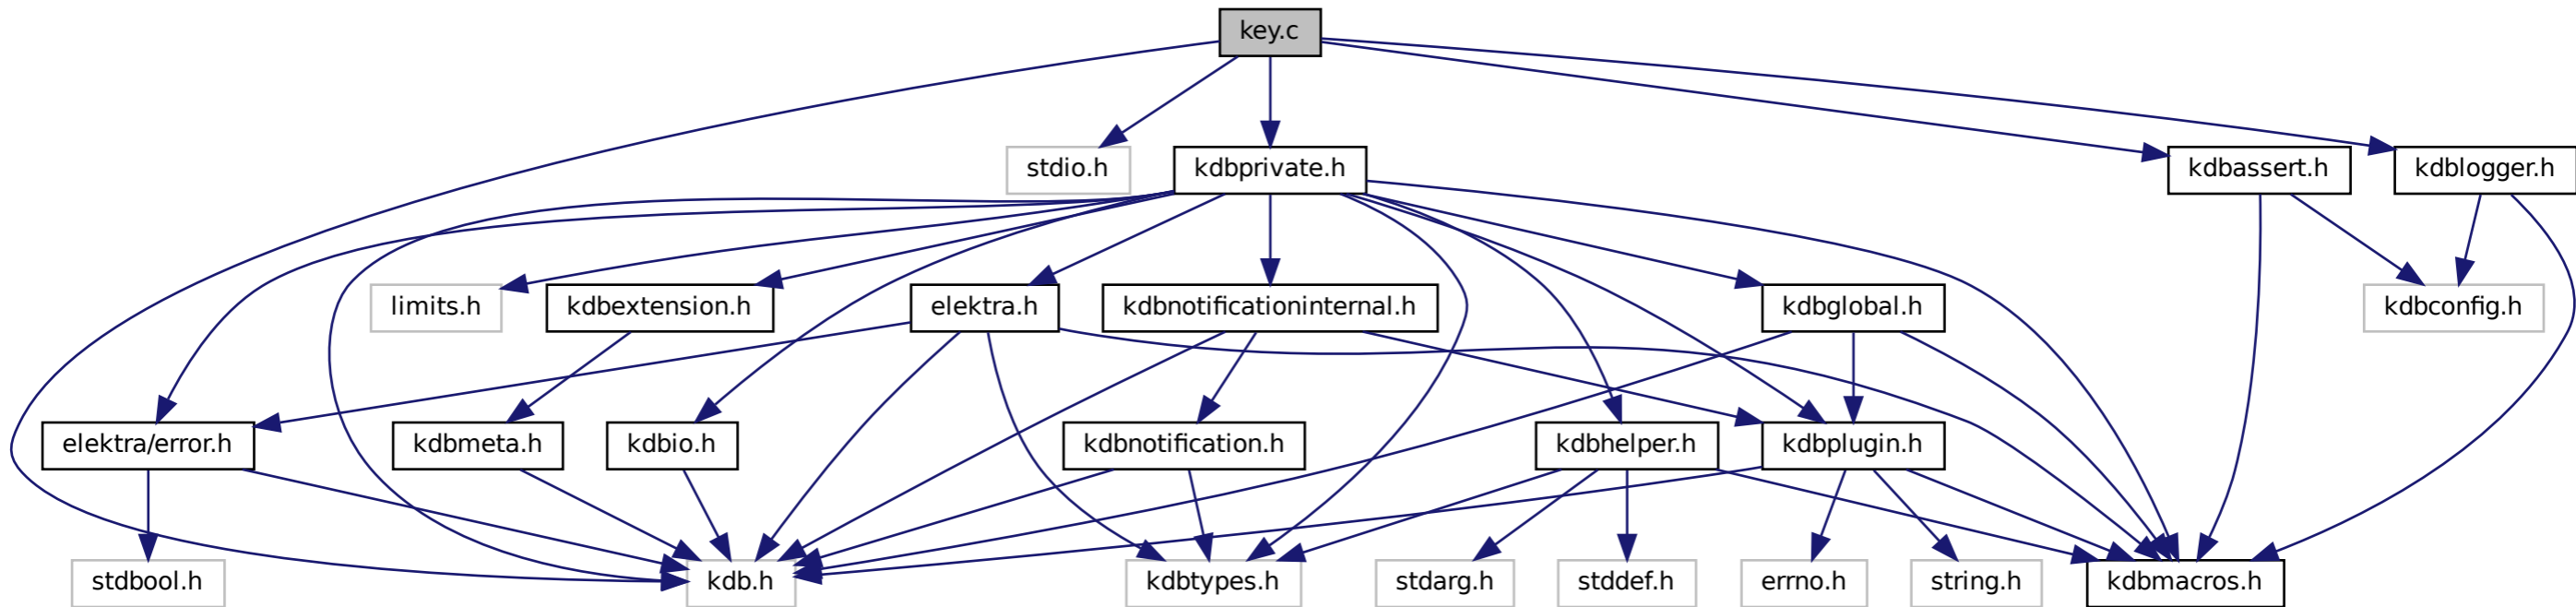 key.c
stdio.h
kdbprivate.h
kdbassert.h
kdblogger.h
limits.h
kdbextension.h
elektra.h
kdbnotificationinternal.h
kdbglobal.h
kdbconfig.h
elektra/error.h
kdbmeta.h
kdbio.h
kdbnotification.h
kdbhelper.h
kdbplugin.h
stdbool.h
kdb.h
kdbtypes.h
stdarg.h
stddef.h
errno.h
string.h
kdbmacros.h